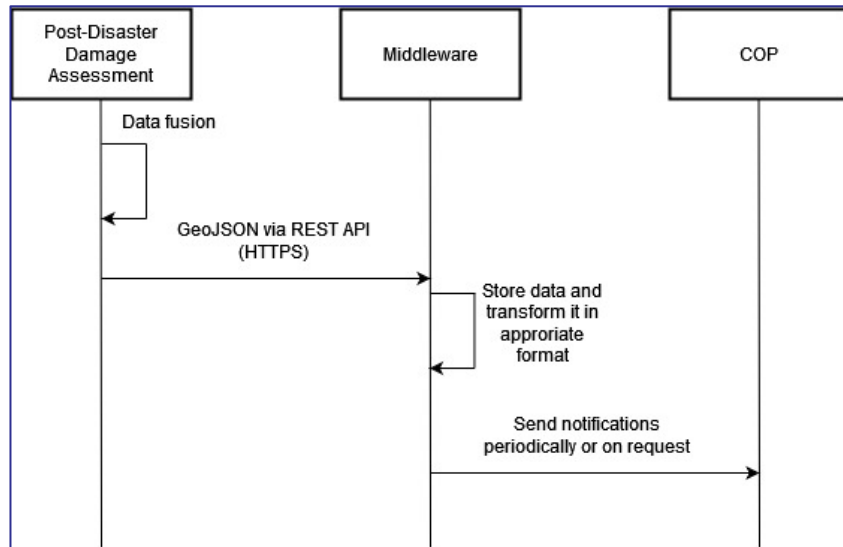 Post-Disaster
Damage
Assessment
Middleware
COP
Data fusion
GeoJSON via REST API
(HTTPS)
Store data and
transform it in
approriate
format
Send notifications
periodically or on request